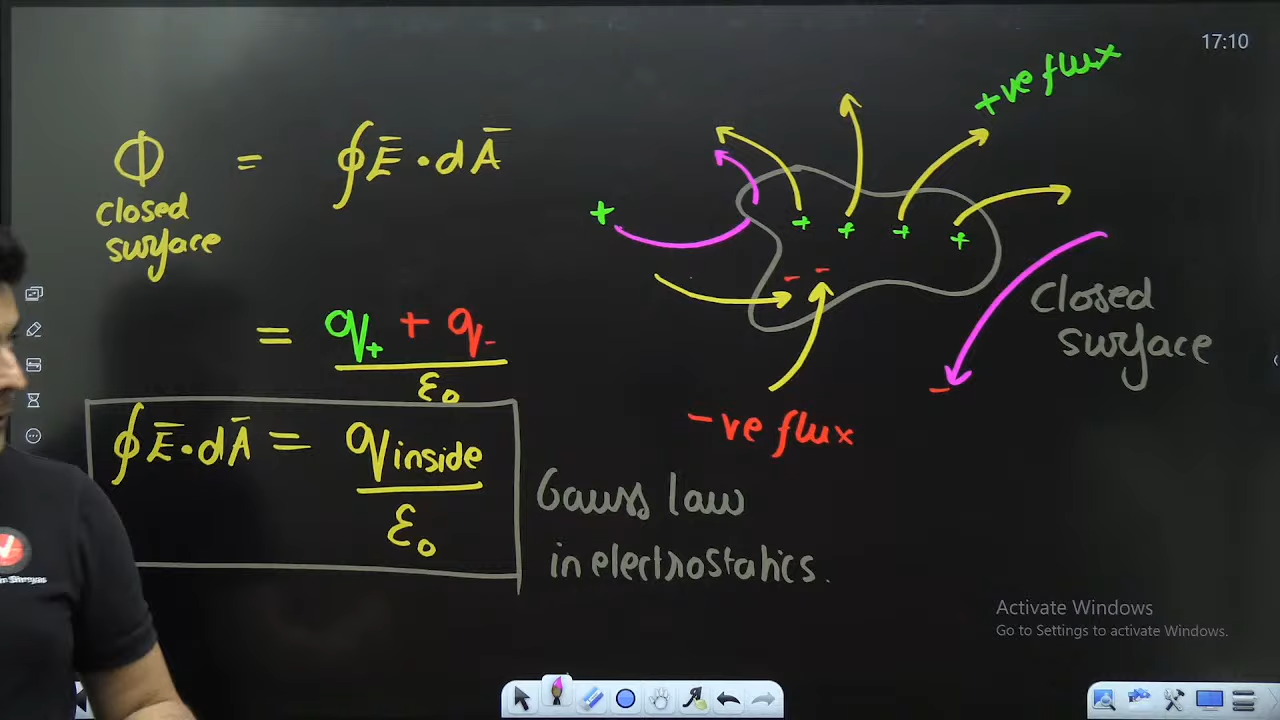 17:10
+ve flux
Φ = ∮Ē·dĀ
closed
surface
+
+ + + +
- -
closed
surface
-
= q₊ + q₋
ε₀
-ve flux
∮Ē·dĀ = q inside
ε₀
Gauss law
in electrostatics.
Activate Windows
Go to Settings to activate Windows.